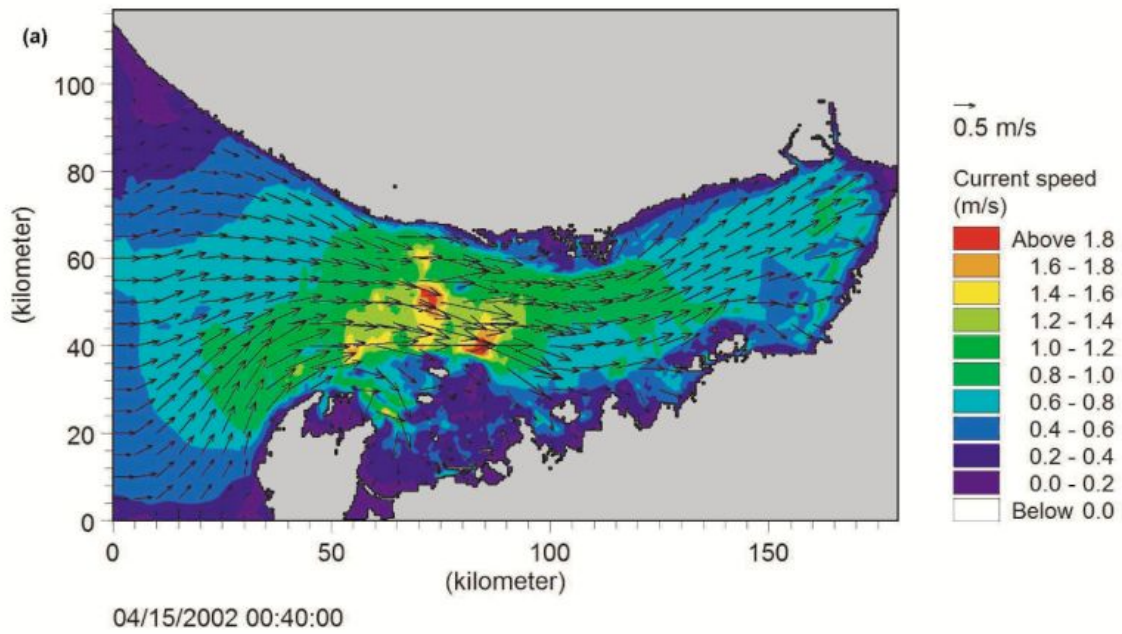 (a)
100
80
60
40
20
0
(kilometer)
0 50 100 150
(kilometer)
04/15/2002 00:40:00
0.5 m/s
Current speed
(m/s)
Above 1.8
1.6 - 1.8
1.4 - 1.6
1.2 - 1.4
1.0 - 1.2
0.8 - 1.0
0.6 - 0.8
0.4 - 0.6
0.2 - 0.4
0.0 - 0.2
Below 0.0